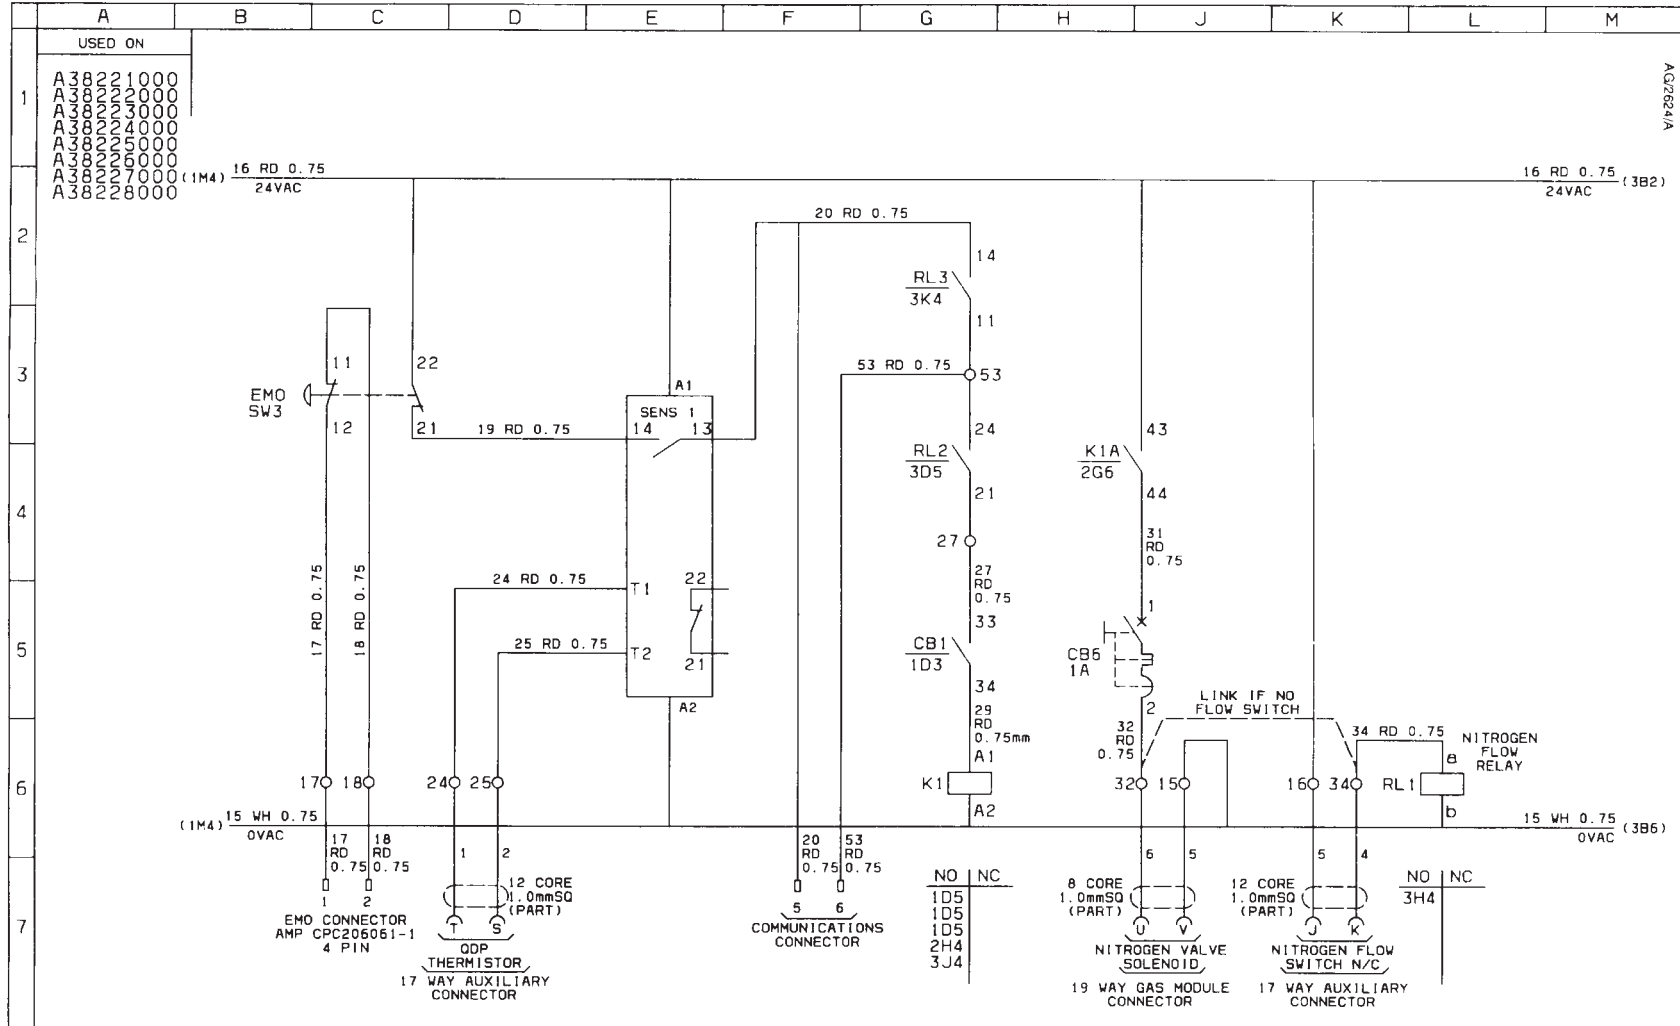 A B C D E F G H J K L M
USED ON
A38221000
A38222000
A38223000
A38224000
A38225000
A38226000
A38227000
A38228000
AG/2624/A
1
2
3
4
5
6
7
(1M4) 16 RD 0.75
24VAC
16 RD 0.75 (3B2)
24VAC
20 RD 0.75
14
RL3
3K4
11
53 RD 0.75
53
11
22
EMO
SW3
12
21
19 RD 0.75
A1
SENS 1
14
13
24
RL2
3D5
21
43
K1A
2G6
44
27
27
RD
0.75
31
RD
0.75
17 RD 0.75
18 RD 0.75
24 RD 0.75
T1
22
25 RD 0.75
T2
21
A2
33
CB1
1D3
34
29
RD
0.75mm
A1
K1
A2
1
CB6
1A
2
32
RD
0.75
LINK IF NO
FLOW SWITCH
34 RD 0.75
NITROGEN
FLOW
RELAY
a
RL1
b
17
18
24
25
32
15
16
34
(1M4) 15 WH 0.75
0VAC
15 WH 0.75 (3B6)
0VAC
17
RD
0.75
18
RD
0.75
1
2
EMO CONNECTOR
AMP CPC206061-1
4 PIN
1
2
12 CORE
1.0mmSQ
(PART)
T
S
QDP
THERMISTOR
17 WAY AUXILIARY
CONNECTOR
20
RD
0.75
53
RD
0.75
5
6
COMMUNICATIONS
CONNECTOR
NO NC
1D5
1D5
1D5
2H4
3J4
6
5
8 CORE
1.0mmSQ
(PART)
U
V
NITROGEN VALVE
SOLENOID
19 WAY GAS MODULE
CONNECTOR
5
4
12 CORE
1.0mmSQ
(PART)
J
K
NITROGEN FLOW
SWITCH N/C
17 WAY AUXILIARY
CONNECTOR
NO NC
3H4